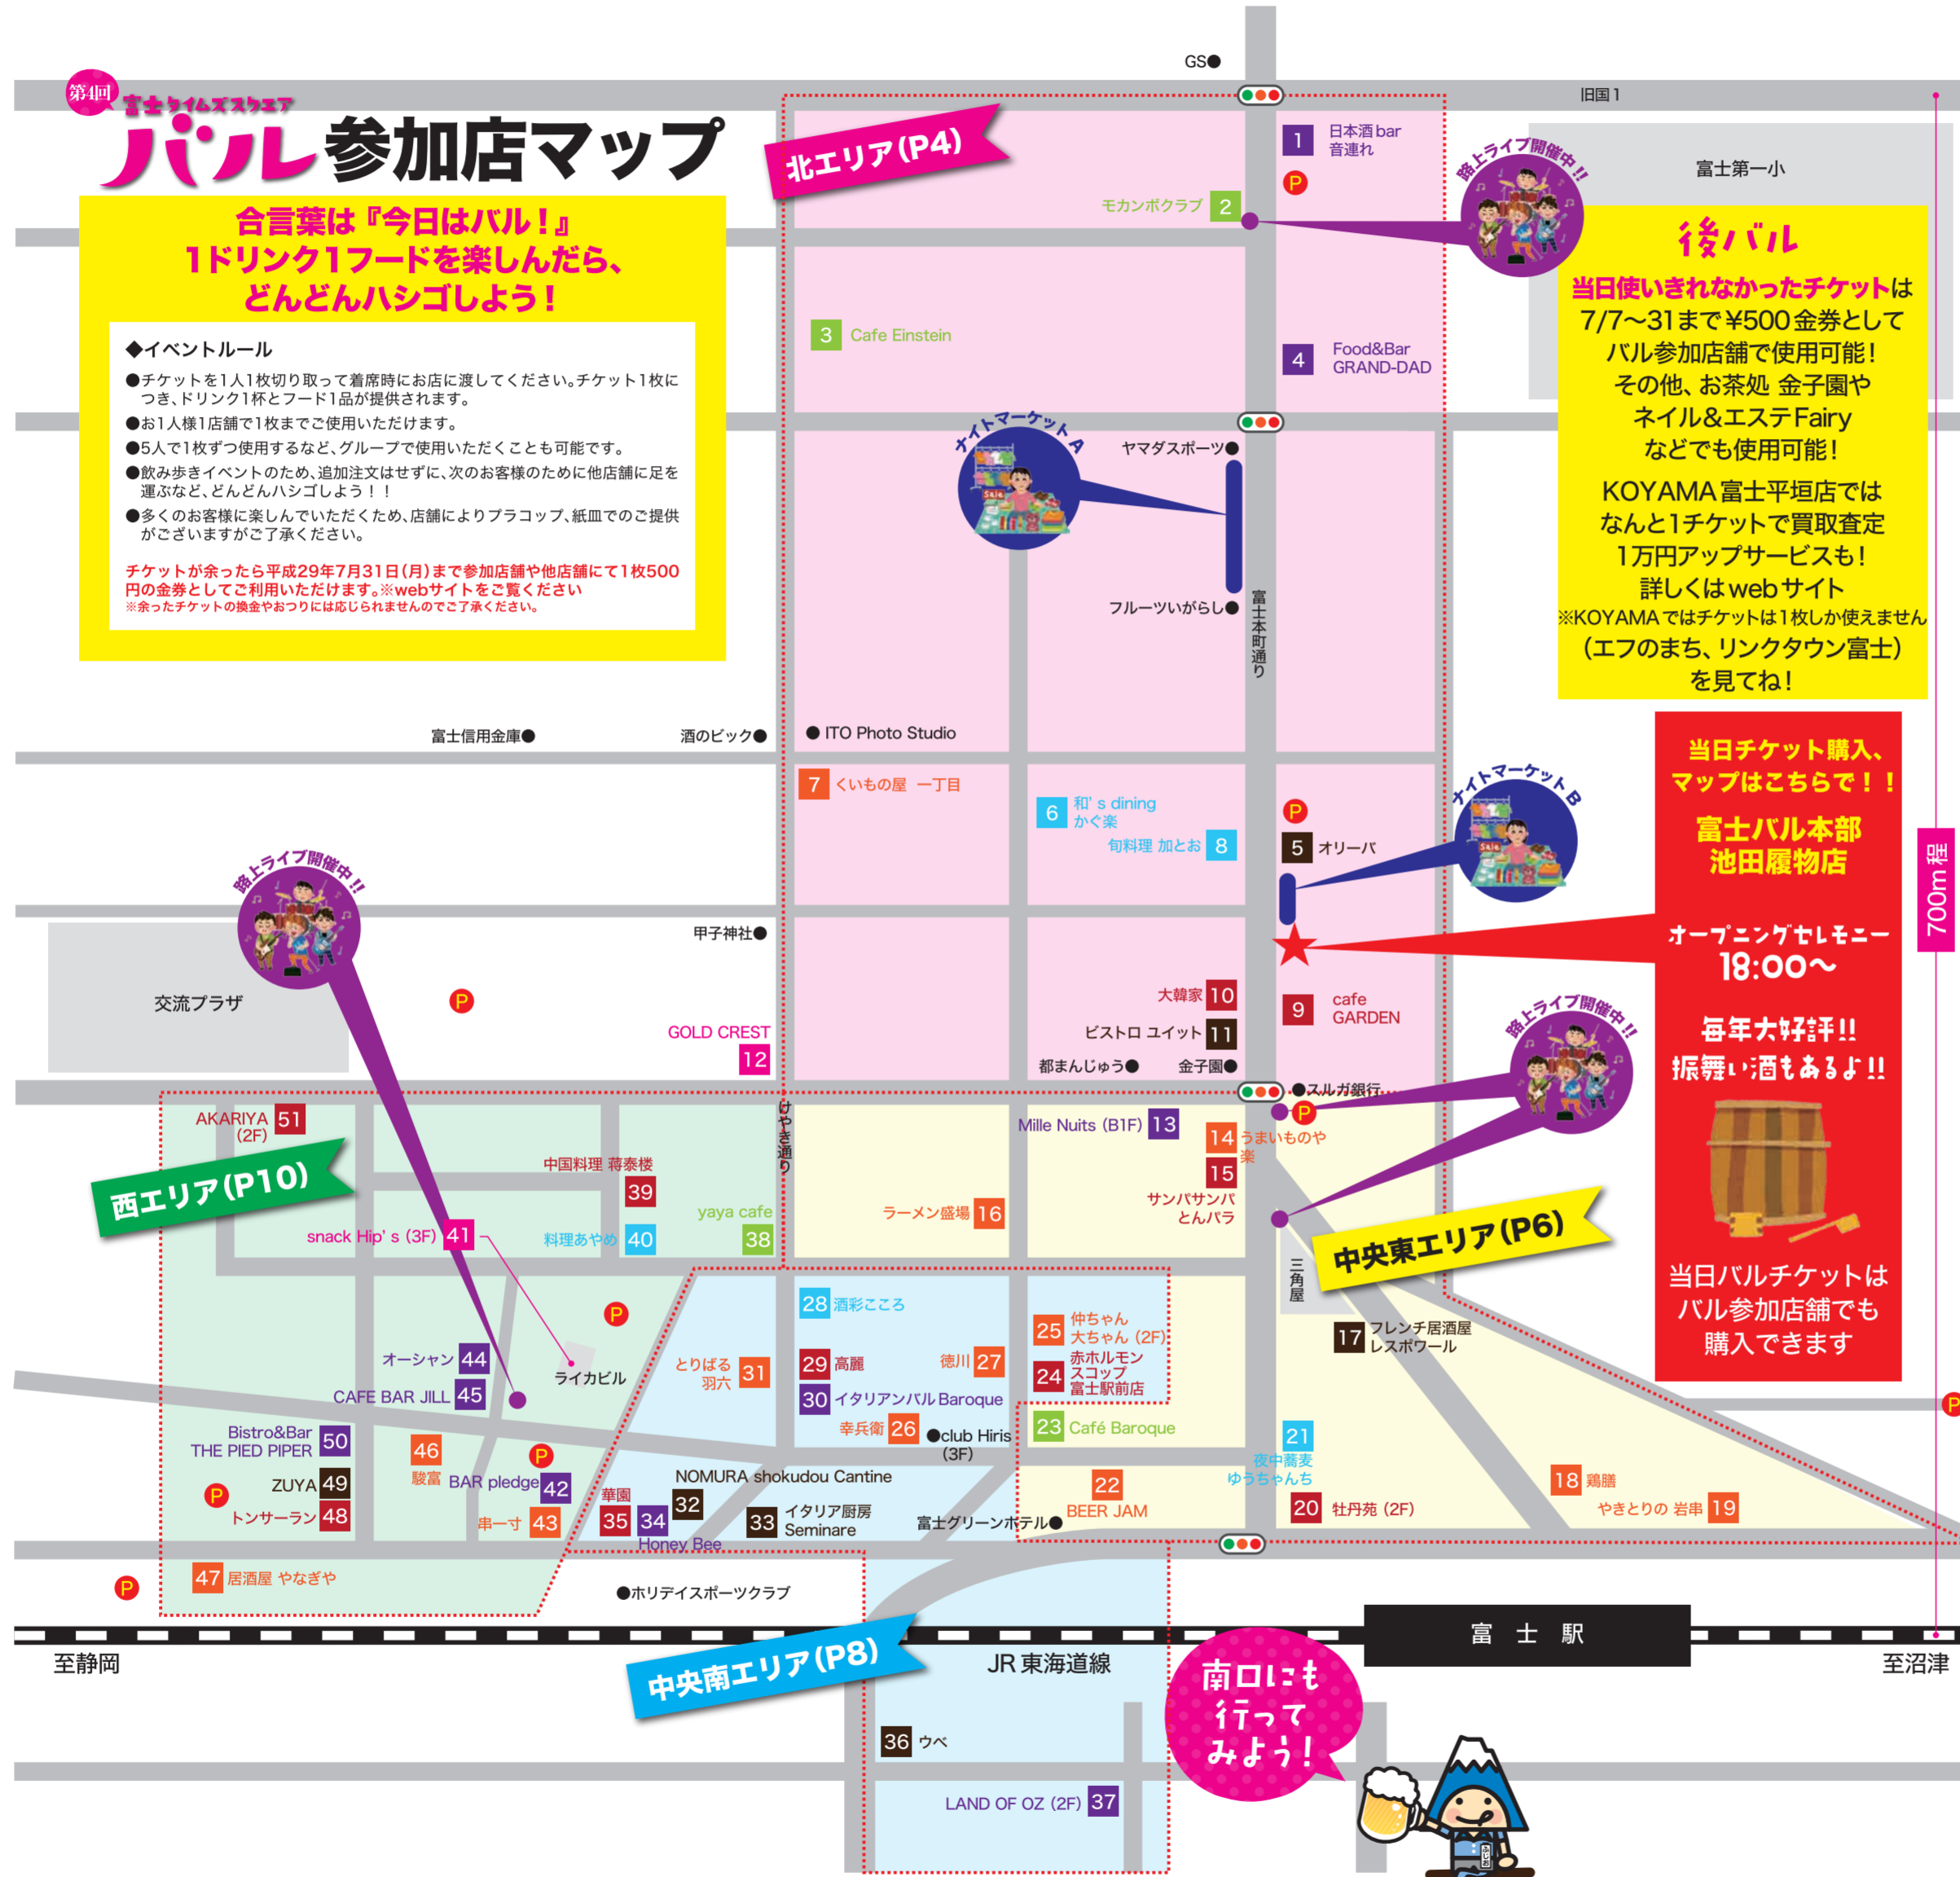 第4回
富士タイムズスクエア
バル参加店マップ
合言葉は『今日はバル！』
1ドリンク1フードを楽しんだら、
どんどんハシゴしよう！
◆イベントルール
●チケットを1人1枚切り取って着席時にお店に渡してください。チケット1枚に
つき、ドリンク1杯とフード1品が提供されます。
●お1人様1店舗で1枚までご使用いただけます。
●5人で1枚ずつ使用するなど、グループで使用いただくことも可能です。
●飲み歩きイベントのため、追加注文はせずに、次のお客様のために他店舗に足を
運ぶなど、どんどんハシゴしよう！！
●多くのお客様に楽しんでいただくため、店舗によりプラコップ、紙皿でのご提供
がございますがご了承ください。
チケットが余ったら平成29年7月31日（月）まで参加店舗や他店舗にて1枚500
円の金券としてご利用いただけます。※webサイトをご覧ください
※余ったチケットの換金やおつりには応じられませんのでご了承ください。
GS●
旧国1
北エリア(P4)
1 日本酒bar
音連れ
P
モカンボクラブ 2
路上ライブ開催中!!
富士第一小
3 Cafe Einstein
4 Food&Bar
GRAND-DAD
後バル
当日使いきれなかったチケットは
7/7〜31まで¥500金券として
バル参加店舗で使用可能！
その他、お茶処 金子園や
ネイル＆エステFairy
などでも使用可能！
KOYAMA富士平垣店では
なんと1チケットで買取査定
1万円アップサービスも！
詳しくはwebサイト
※KOYAMAではチケットは1枚しか使えません
（エフのまち、リンクタウン富士）
を見てね！
ナイトマーケットA
Sale
ヤマダスポーツ●
フルーツいがらし●
富士本町通り
富士信用金庫●
酒のビック●
●ITO Photo Studio
7 くいもの屋 一丁目
6 和’s dining
かぐ楽
旬料理 加とお 8
P
5 オリーバ
ナイトマーケットB
Sale
当日チケット購入、
マップはこちらで！！
富士バル本部
池田履物店
オープニングセレモニー
18:00〜
毎年大好評!!
振舞い酒もあるよ!!
当日バルチケットは
バル参加店舗でも
購入できます
700m程
路上ライブ開催中!!
交流プラザ
P
甲子神社●
GOLD CREST
12
大韓家 10
ビストロ ユイット 11
9 cafe
GARDEN
都まんじゅう●
金子園●
●スルガ銀行
P
路上ライブ開催中!!
AKARIYA 51
(2F)
西エリア(P10)
中国料理 蒋泰楼
39
snack Hip’s (3F) 41
料理あやめ 40
yaya cafe
38
けやき通り
Mille Nuits (B1F) 13
14 うまいものや
楽
15
サンパサンパ
とんパラ
ラーメン盛場 16
中央東エリア(P6)
三角屋
17 フレンチ居酒屋
レスポワール
P
ライカビル
オーシャン 44
CAFE BAR JILL 45
とりばる 31
羽六
28 酒彩こころ
29 高麗
徳川 27
30 イタリアンバルBaroque
幸兵衛 26
●club Hiris
(3F)
25 仲ちゃん
大ちゃん (2F)
24 赤ホルモン
スコップ
富士駅前店
23 Café Baroque
P
Bistro&Bar 50
THE PIED PIPER
ZUYA 49
P
トンサーラン 48
46
駿富
P
BAR pledge 42
串一寸 43
NOMURA shokudou Cantine
32
華園
35
34
Honey Bee
33 イタリア厨房
Seminare
富士グリーンホテル●
22
BEER JAM
21
夜中蕎麦
ゆうちゃんち
20 牡丹苑 (2F)
18 鶏膳
やきとりの 岩串 19
P
47 居酒屋 やなぎや
●ホリデイスポーツクラブ
富士駅
至静岡
中央南エリア(P8)
JR東海道線
至沼津
南口にも
行って
みよう！
36 ウベ
LAND OF OZ (2F) 37
ふじお